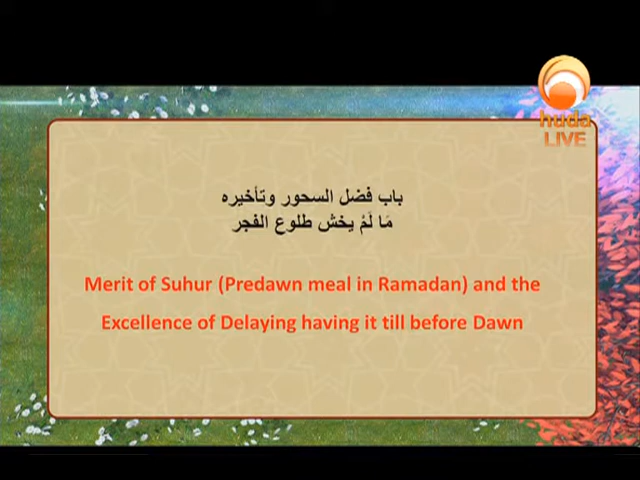 huda
LIVE
باب فضل السحور وتأخيره
مَا لَمْ يخش طلوع الفجر
Merit of Suhur (Predawn meal in Ramadan) and the
Excellence of Delaying having it till before Dawn